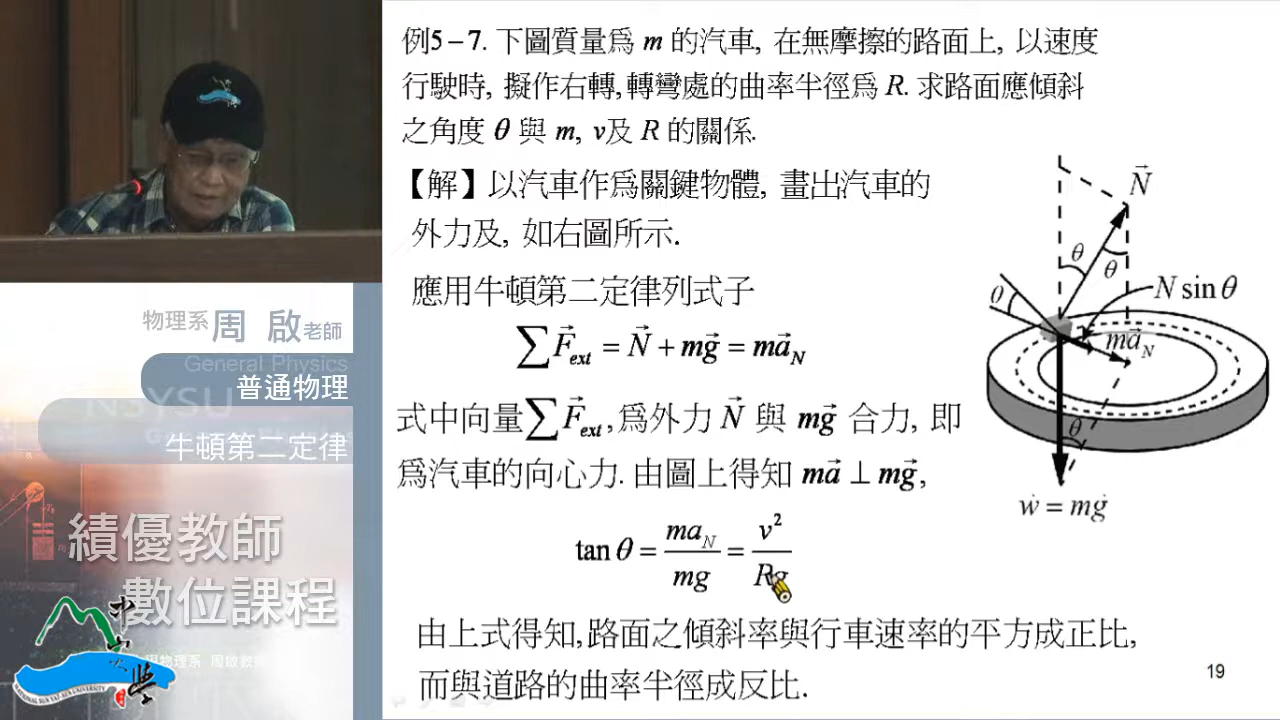 例5－7. 下圖質量爲 m 的汽車, 在無摩擦的路面上, 以速度
行駛時, 擬作右轉, 轉彎處的曲率半徑爲 R. 求路面應傾斜
之角度 θ 與 m, v及 R 的關係.
【解】以汽車作爲關鍵物體, 畫出汽車的
外力及, 如右圖所示.
應用牛頓第二定律列式子
∑F⃗ext = N⃗ + mg⃗ = ma⃗N
式中向量∑F⃗ext, 爲外力 N⃗ 與 mg⃗ 合力, 即
爲汽車的向心力. 由圖上得知 ma⃗ ⊥ mg⃗,
tan θ = maN/mg = v²/Rg
由上式得知, 路面之傾斜率與行車速率的平方成正比,
而與道路的曲率半徑成反比.
N⃗
θ
θ
θ
N sin θ
ma⃗N
θ
ẇ = mġ
19
物理系 周 啟 老師
General Physics
普通物理
NSYSU
牛頓第二定律
績優教師
數位課程